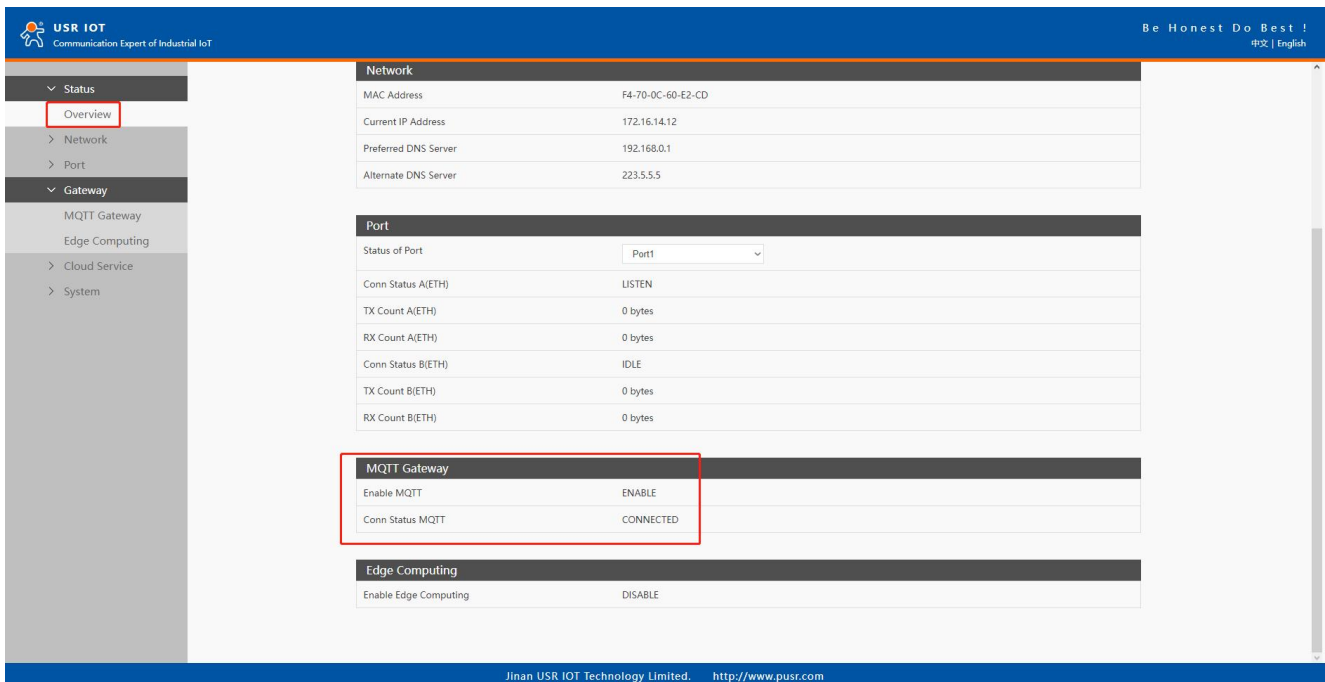 USR IOT
Communication Expert of Industrial IoT
Be Honest Do Best !
中文 | English
Status
Overview
Network
Port
Gateway
MQTT Gateway
Edge Computing
Cloud Service
System
Network
MAC Address F4-70-0C-60-E2-CD
Current IP Address 172.16.14.12
Preferred DNS Server 192.168.0.1
Alternate DNS Server 223.5.5.5
Port
Status of Port Port1
Conn Status A(ETH) LISTEN
TX Count A(ETH) 0 bytes
RX Count A(ETH) 0 bytes
Conn Status B(ETH) IDLE
TX Count B(ETH) 0 bytes
RX Count B(ETH) 0 bytes
MQTT Gateway
Enable MQTT ENABLE
Conn Status MQTT CONNECTED
Edge Computing
Enable Edge Computing DISABLE
Jinan USR IOT Technology Limited. http://www.pusr.com